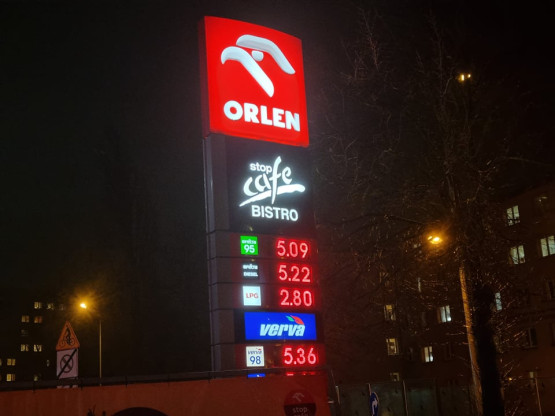 ORLEN
stop
cafe
BISTRO
efecta
95 5.09
efecta
DIESEL 5.22
LPG 2.80
verva
verva
98 5.36
stop.